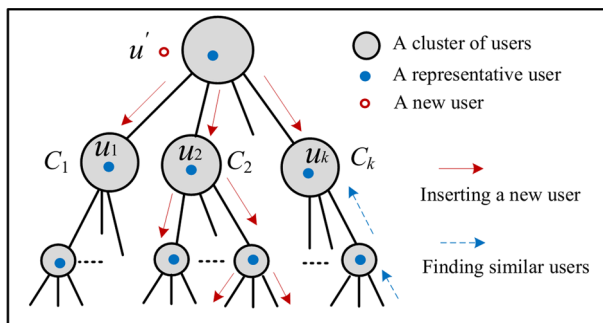 u'
A cluster of users
A representative user
A new user
C1 u1
u2 C2
uk Ck
Inserting a new user
Finding similar users